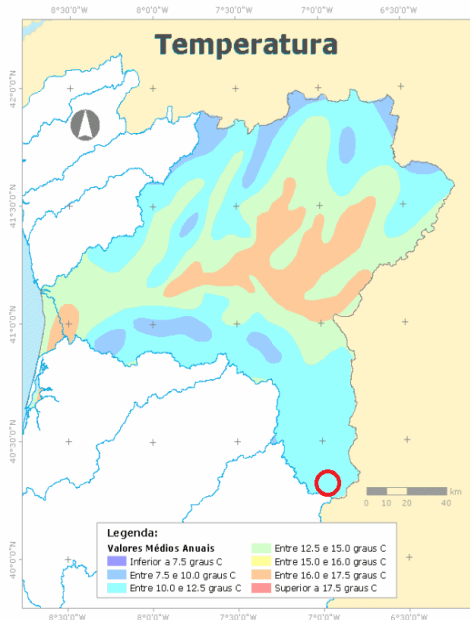 8°30'0"O 8°0'0"O 7°30'0"O 7°0'0"O 6°30'0"O
Temperatura
42°0'0"N
41°30'0"N
41°0'0"N
40°30'0"N
40°0'0"N
0 10 20 40
km
Legenda:
Valores Médios Anuais
Inferior a 7.5 graus C
Entre 7.5 e 10.0 graus C
Entre 10.0 e 12.5 graus C
Entre 12.5 e 15.0 graus C
Entre 15.0 e 16.0 graus C
Entre 16.0 e 17.5 graus C
Superior a 17.5 graus C
8°30'0"O 8°0'0"O 7°30'0"O 7°0'0"O 6°30'0"O